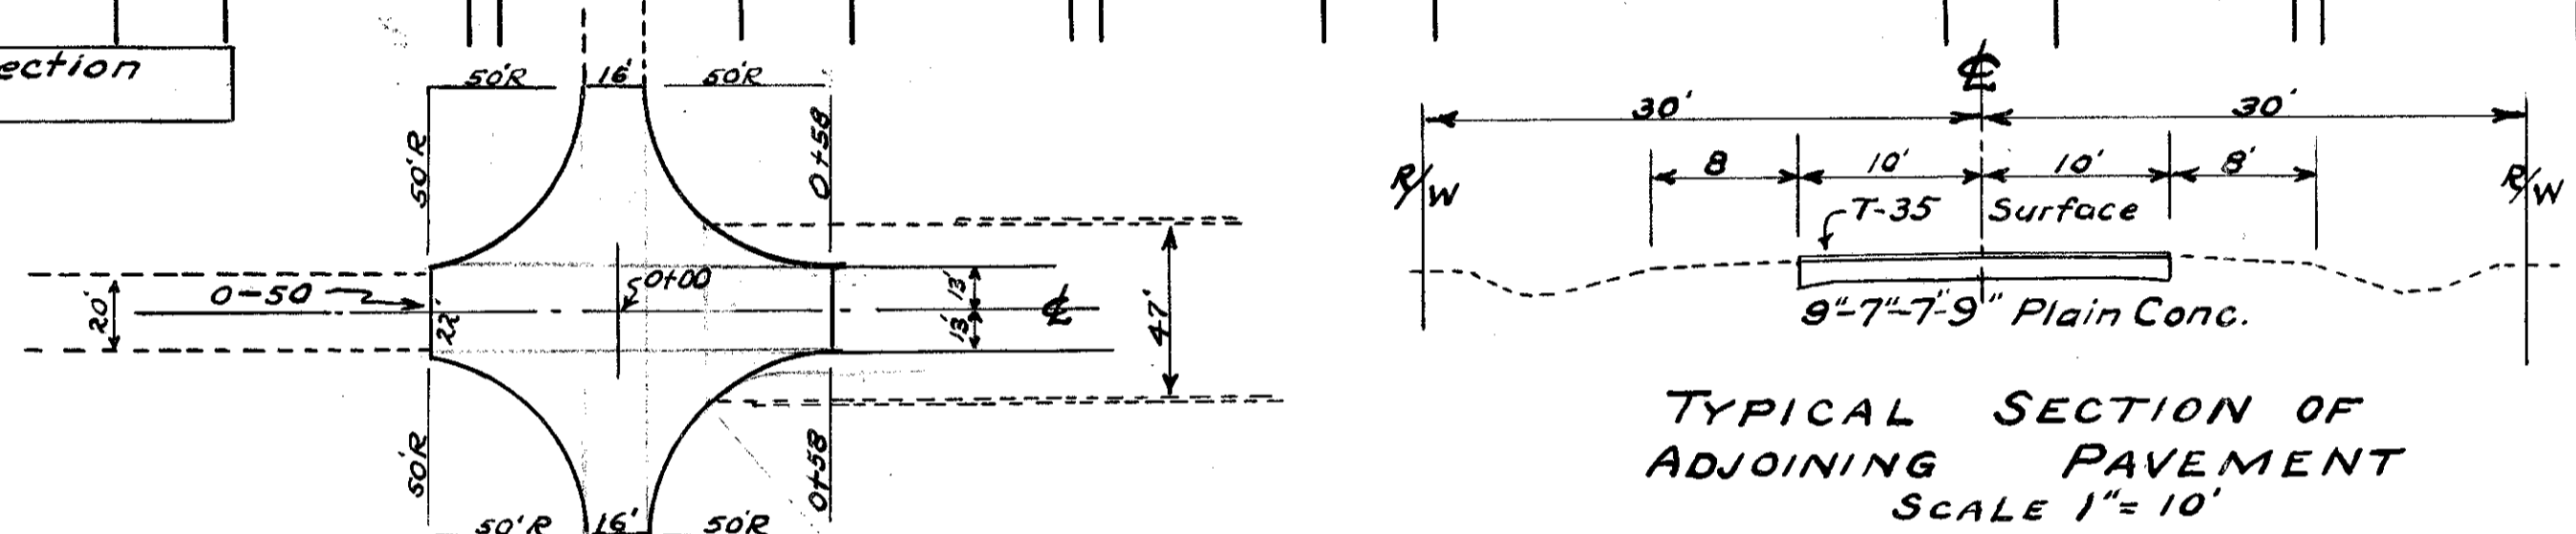 ection
50'R 16' 50'R
50'R
0+58
0-50
0+00
20'
22'
13'
13'
℄
47'
50'R
0+58
50'R 16' 50'R
℄
30' 30'
8 10' 10' 8'
R/W
R/W
T-35 Surface
9"-7"-7"-9" Plain Conc.
TYPICAL SECTION OF
ADJOINING PAVEMENT
SCALE 1"= 10'